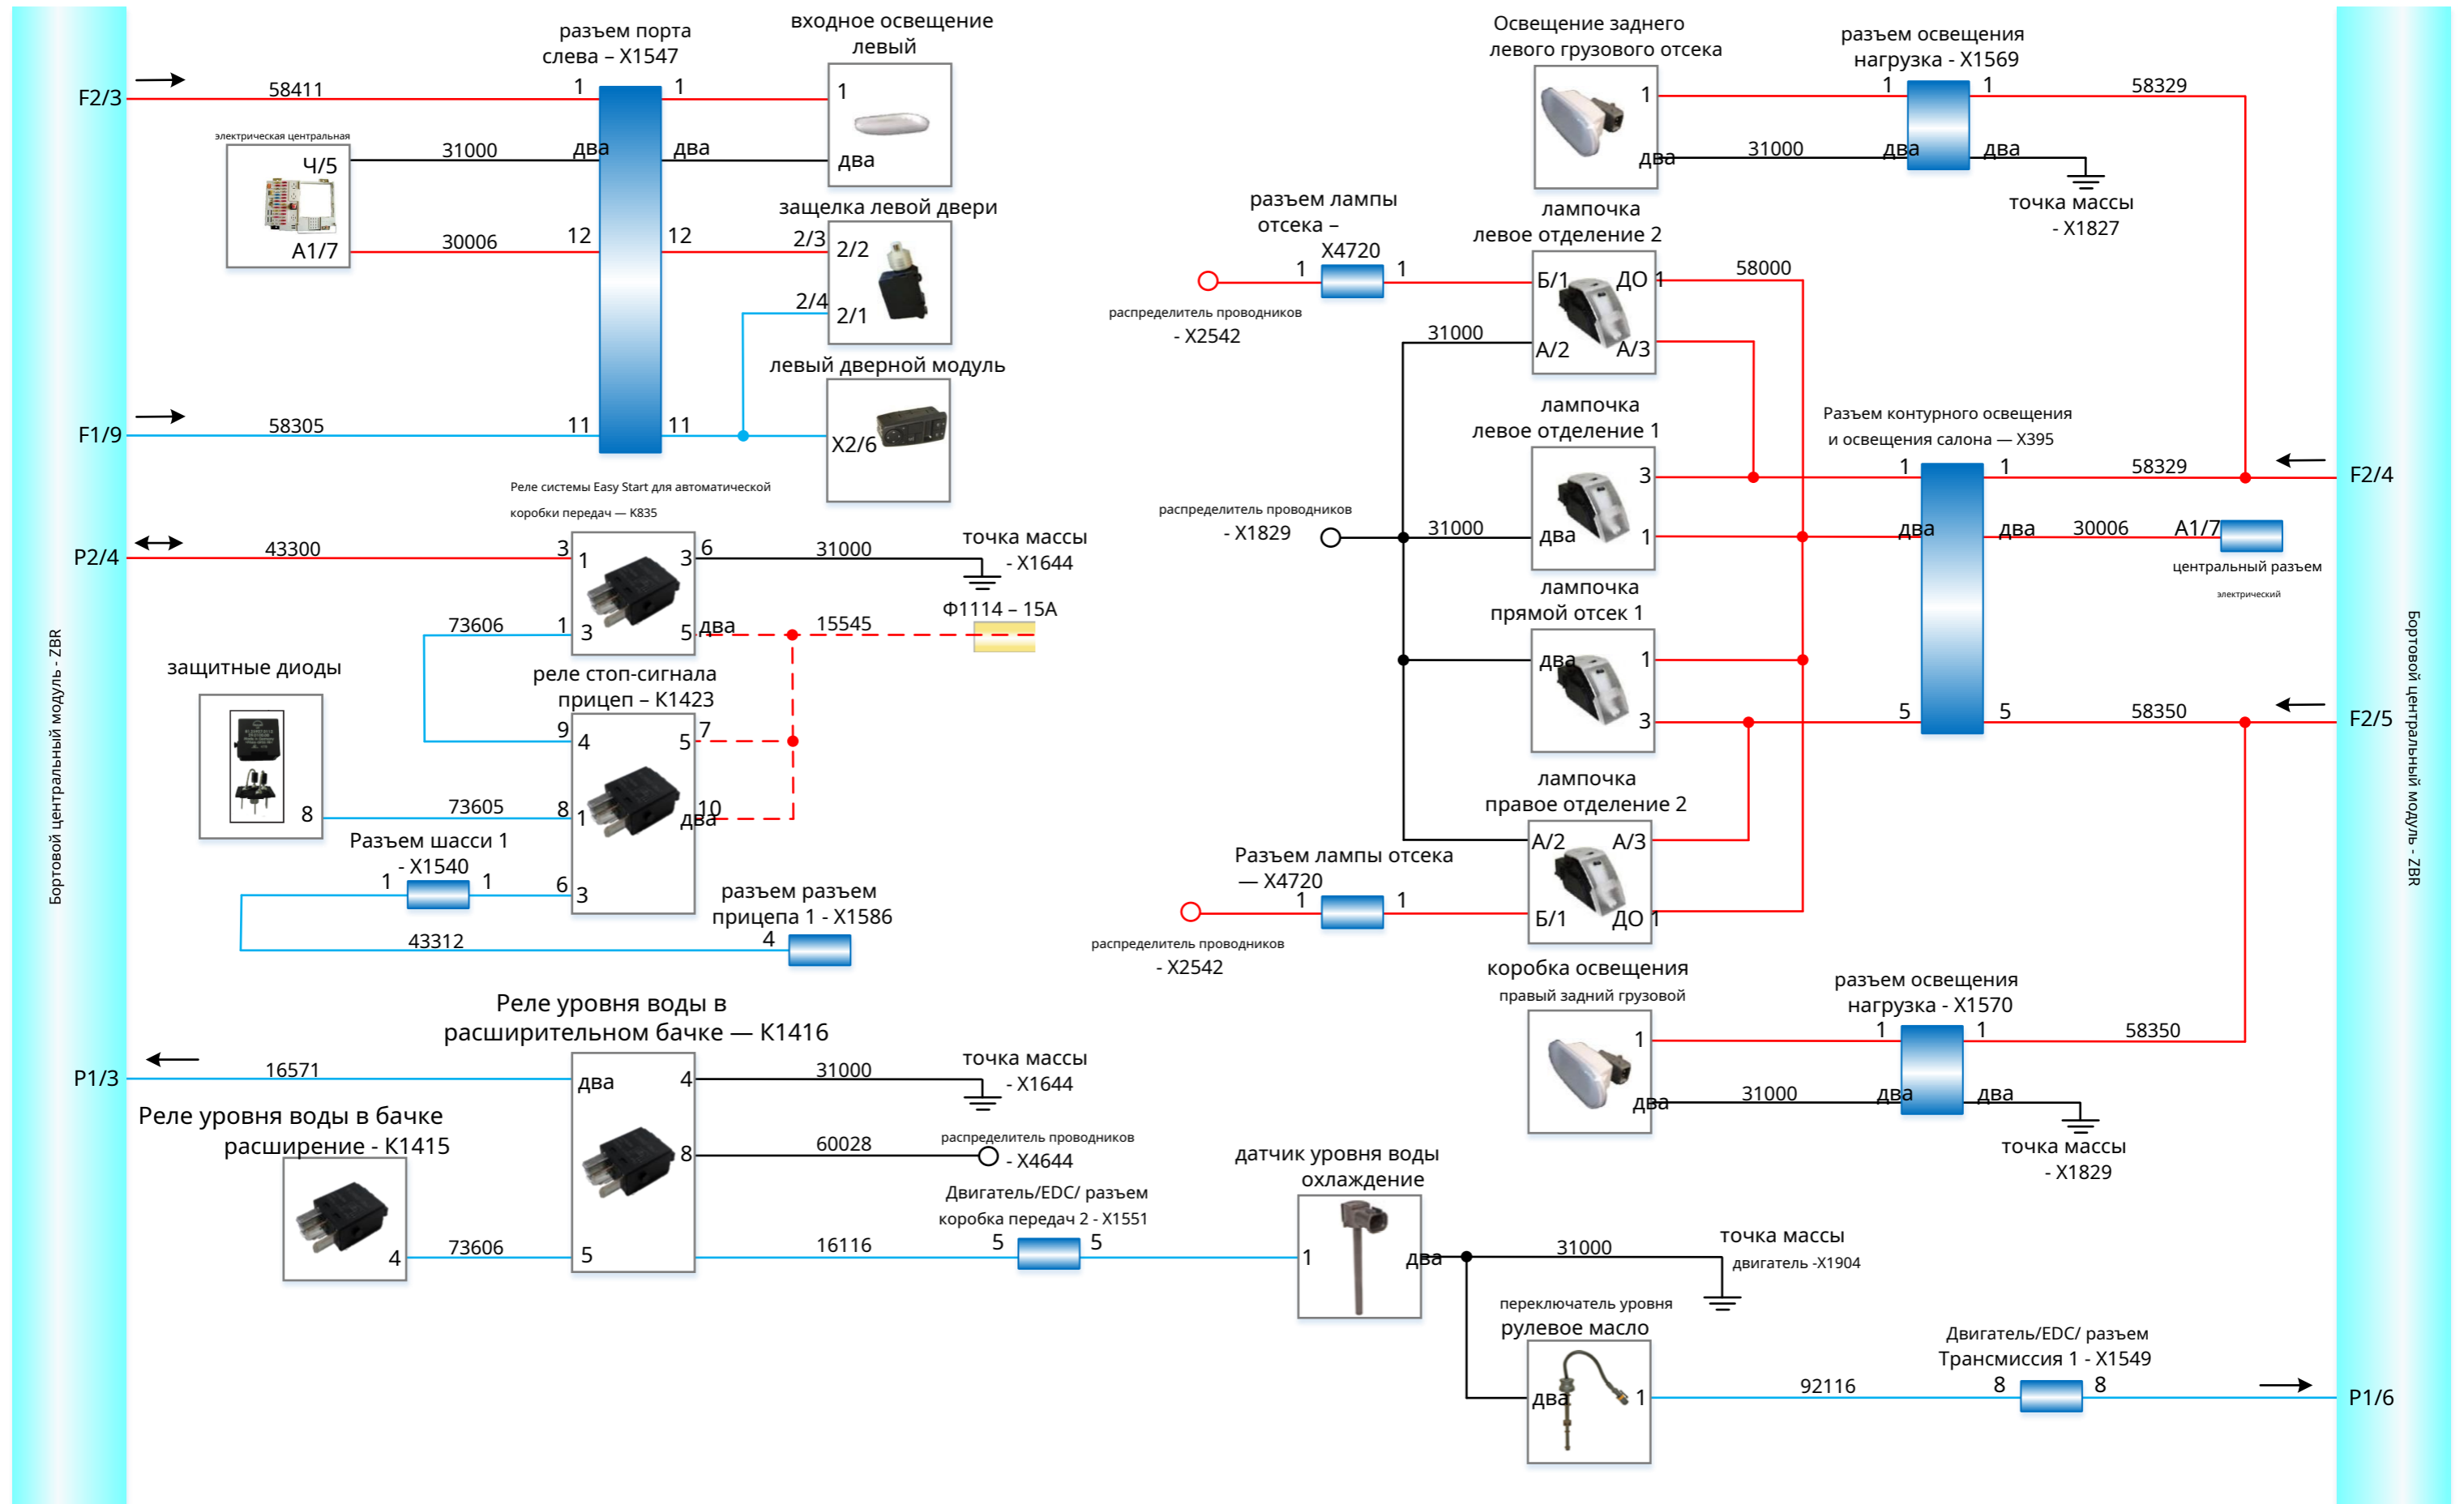 Бортовой центральный модуль - ZBR
F2/3
58411
1
разъем порта
слева – X1547
1
входное освещение
левый
1
два
электрическая центральная
Ч/5
A1/7
31000
два
два
30006
12
12
защелка левой двери
2/3
2/2
2/4
2/1
левый дверной модуль
X2/6
F1/9
58305
11
11
Реле системы Easy Start для автоматической
коробки передач — K835
P2/4
43300
3
1
3
6
31000
точка массы
- X1644
73606
1
3
5
два
15545
Ф1114 – 15А
защитные диоды
8
реле стоп-сигнала
прицеп – К1423
9
4
5
7
73605
8
1
10
два
Разъем шасси 1
- X1540
1
1
6
3
43312
разъем разъем
прицепа 1 - X1586
4
Реле уровня воды в
расширительном бачке — К1416
P1/3
16571
два
4
31000
точка массы
- X1644
Реле уровня воды в бачке
расширение - К1415
4
73606
5
8
60028
распределитель проводников
- X4644
Двигатель/EDC/ разъем
коробка передач 2 - X1551
16116
5
5
датчик уровня воды
охлаждение
1
два
31000
точка массы
двигатель -X1904
переключатель уровня
рулевое масло
два
1
92116
Двигатель/EDC/ разъем
Трансмиссия 1 - X1549
8
8
P1/6
Освещение заднего
левого грузового отсека
1
два
31000
разъем освещения
нагрузка - X1569
1
1
58329
два
два
точка массы
- X1827
разъем лампы
отсека –
X4720
1
1
распределитель проводников
- X2542
лампочка
левое отделение 2
Б/1
ДО 1
А/2
А/3
58000
31000
лампочка
левое отделение 1
3
два
1
распределитель проводников
- X1829
31000
Разъем контурного освещения
и освещения салона — X395
1
1
58329
F2/4
два
два
30006
A1/7
центральный разъем
электрический
лампочка
прямой отсек 1
два
1
3
5
5
58350
F2/5
лампочка
правое отделение 2
А/2
А/3
Б/1
ДО 1
Разъем лампы отсека
— X4720
1
1
распределитель проводников
- X2542
коробка освещения
правый задний грузовой
1
два
31000
разъем освещения
нагрузка - X1570
1
1
58350
два
два
точка массы
- X1829
Бортовой центральный модуль - ZBR